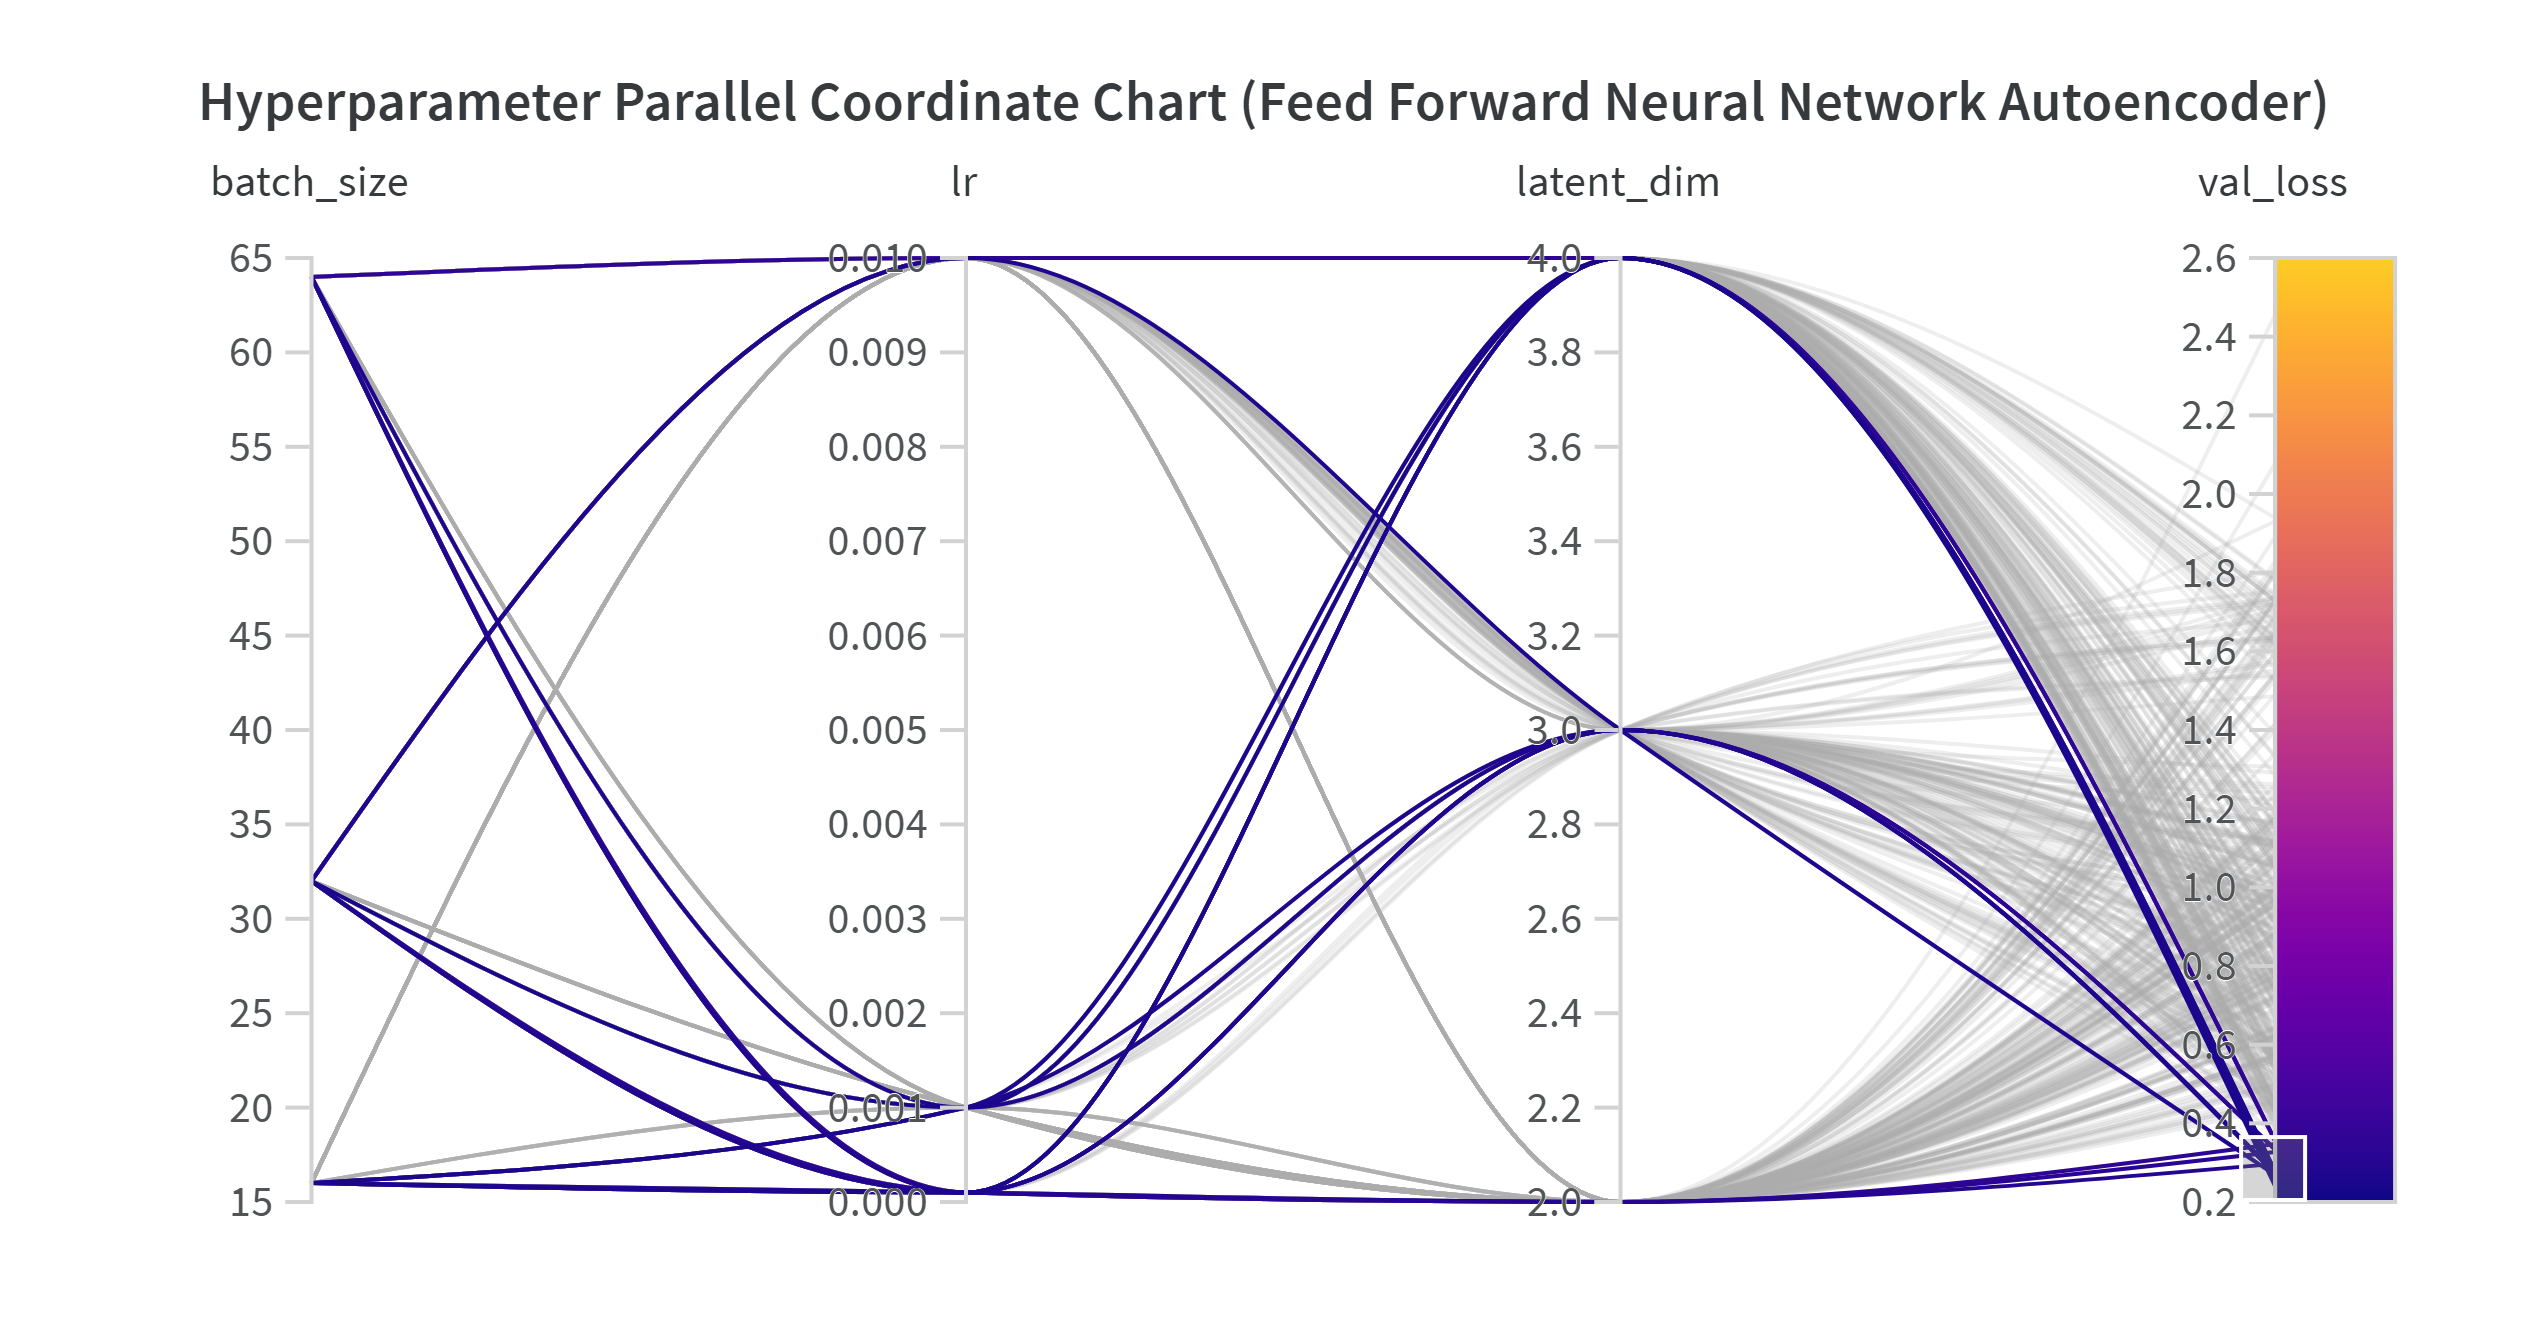 Hyperparameter Parallel Coordinate Chart (Feed Forward Neural Network Autoencoder)
batch_size lr latent_dim val_loss
65 0.010 4.0 2.6
2.4
60 0.009 3.8
2.2
55 0.008 3.6
2.0
50 0.007 3.4
1.8
45 0.006 3.2
1.6
40 0.005 3.0 1.4
1.2
35 0.004 2.8
1.0
30 0.003 2.6
0.8
25 0.002 2.4
0.6
20 0.001 2.2
0.4
15 0.000 2.0 0.2